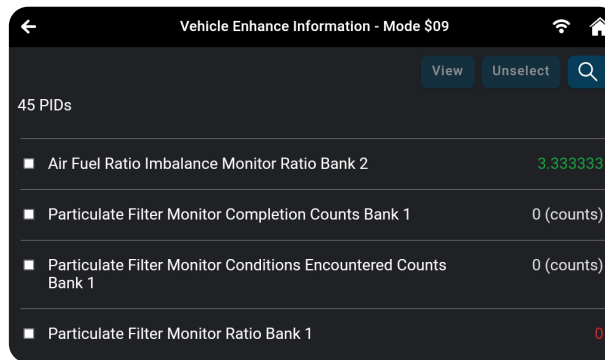 Vehicle Enhance Information - Mode $09
View Unselect
45 PIDs
Air Fuel Ratio Imbalance Monitor Ratio Bank 2 3.333333
Particulate Filter Monitor Completion Counts Bank 1 0 (counts)
Particulate Filter Monitor Conditions Encountered Counts 0 (counts)
Bank 1
Particulate Filter Monitor Ratio Bank 1 0